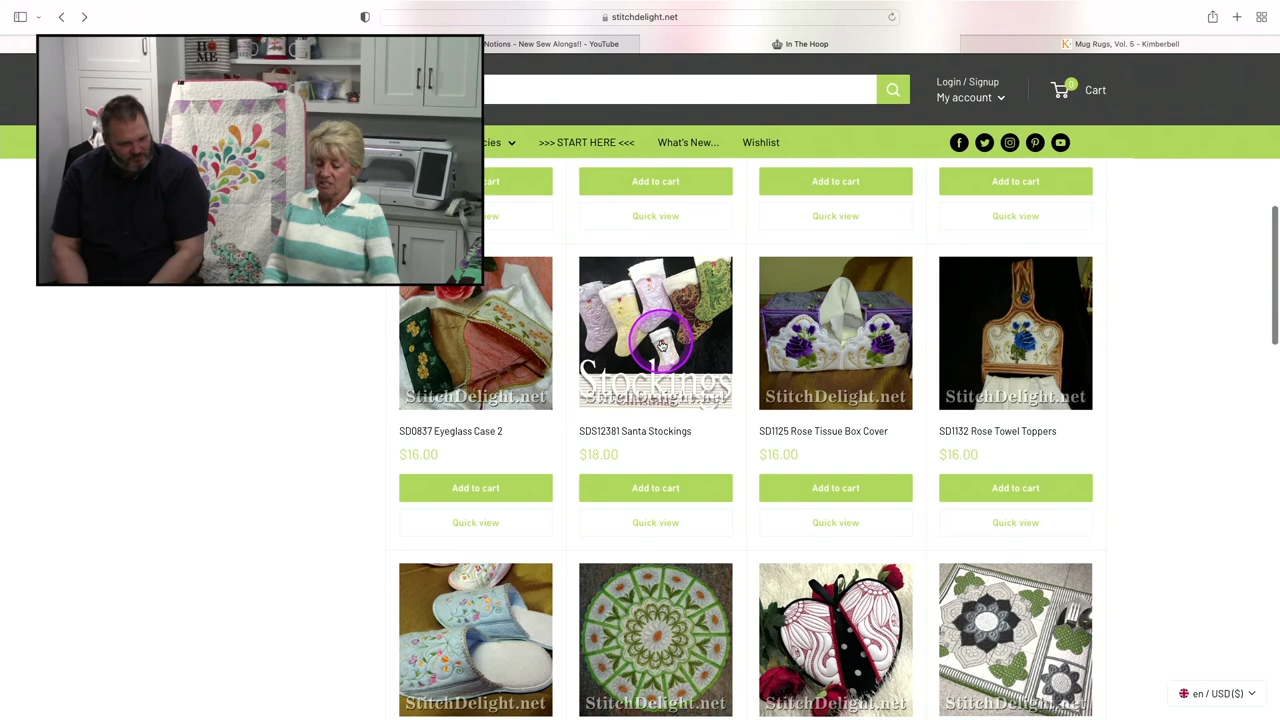 stitchdelight.net
Notions - New Sew Alongs!! - YouTube
In The Hoop
Mug Rugs, Vol. 5 - Kimberbell
Login / Signup
My account
0
Cart
cies
>>> START HERE <<<
What's New...
Wishlist
HOME
cart
Add to cart
Add to cart
Add to cart
ew
Quick view
Quick view
Quick view
StitchDelight.net
Stockings
StitchDelight.net
StitchDelight.net
StitchDelight.net
SD0837 Eyeglass Case 2
SDS12381 Santa Stockings
SD1125 Rose Tissue Box Cover
SD1132 Rose Towel Toppers
$16.00
$18.00
$16.00
$16.00
Add to cart
Add to cart
Add to cart
Add to cart
Quick view
Quick view
Quick view
Quick view
StitchDelight.net
StitchDelight.net
StitchDelight.net
StitchDelight.net
en / USD($)